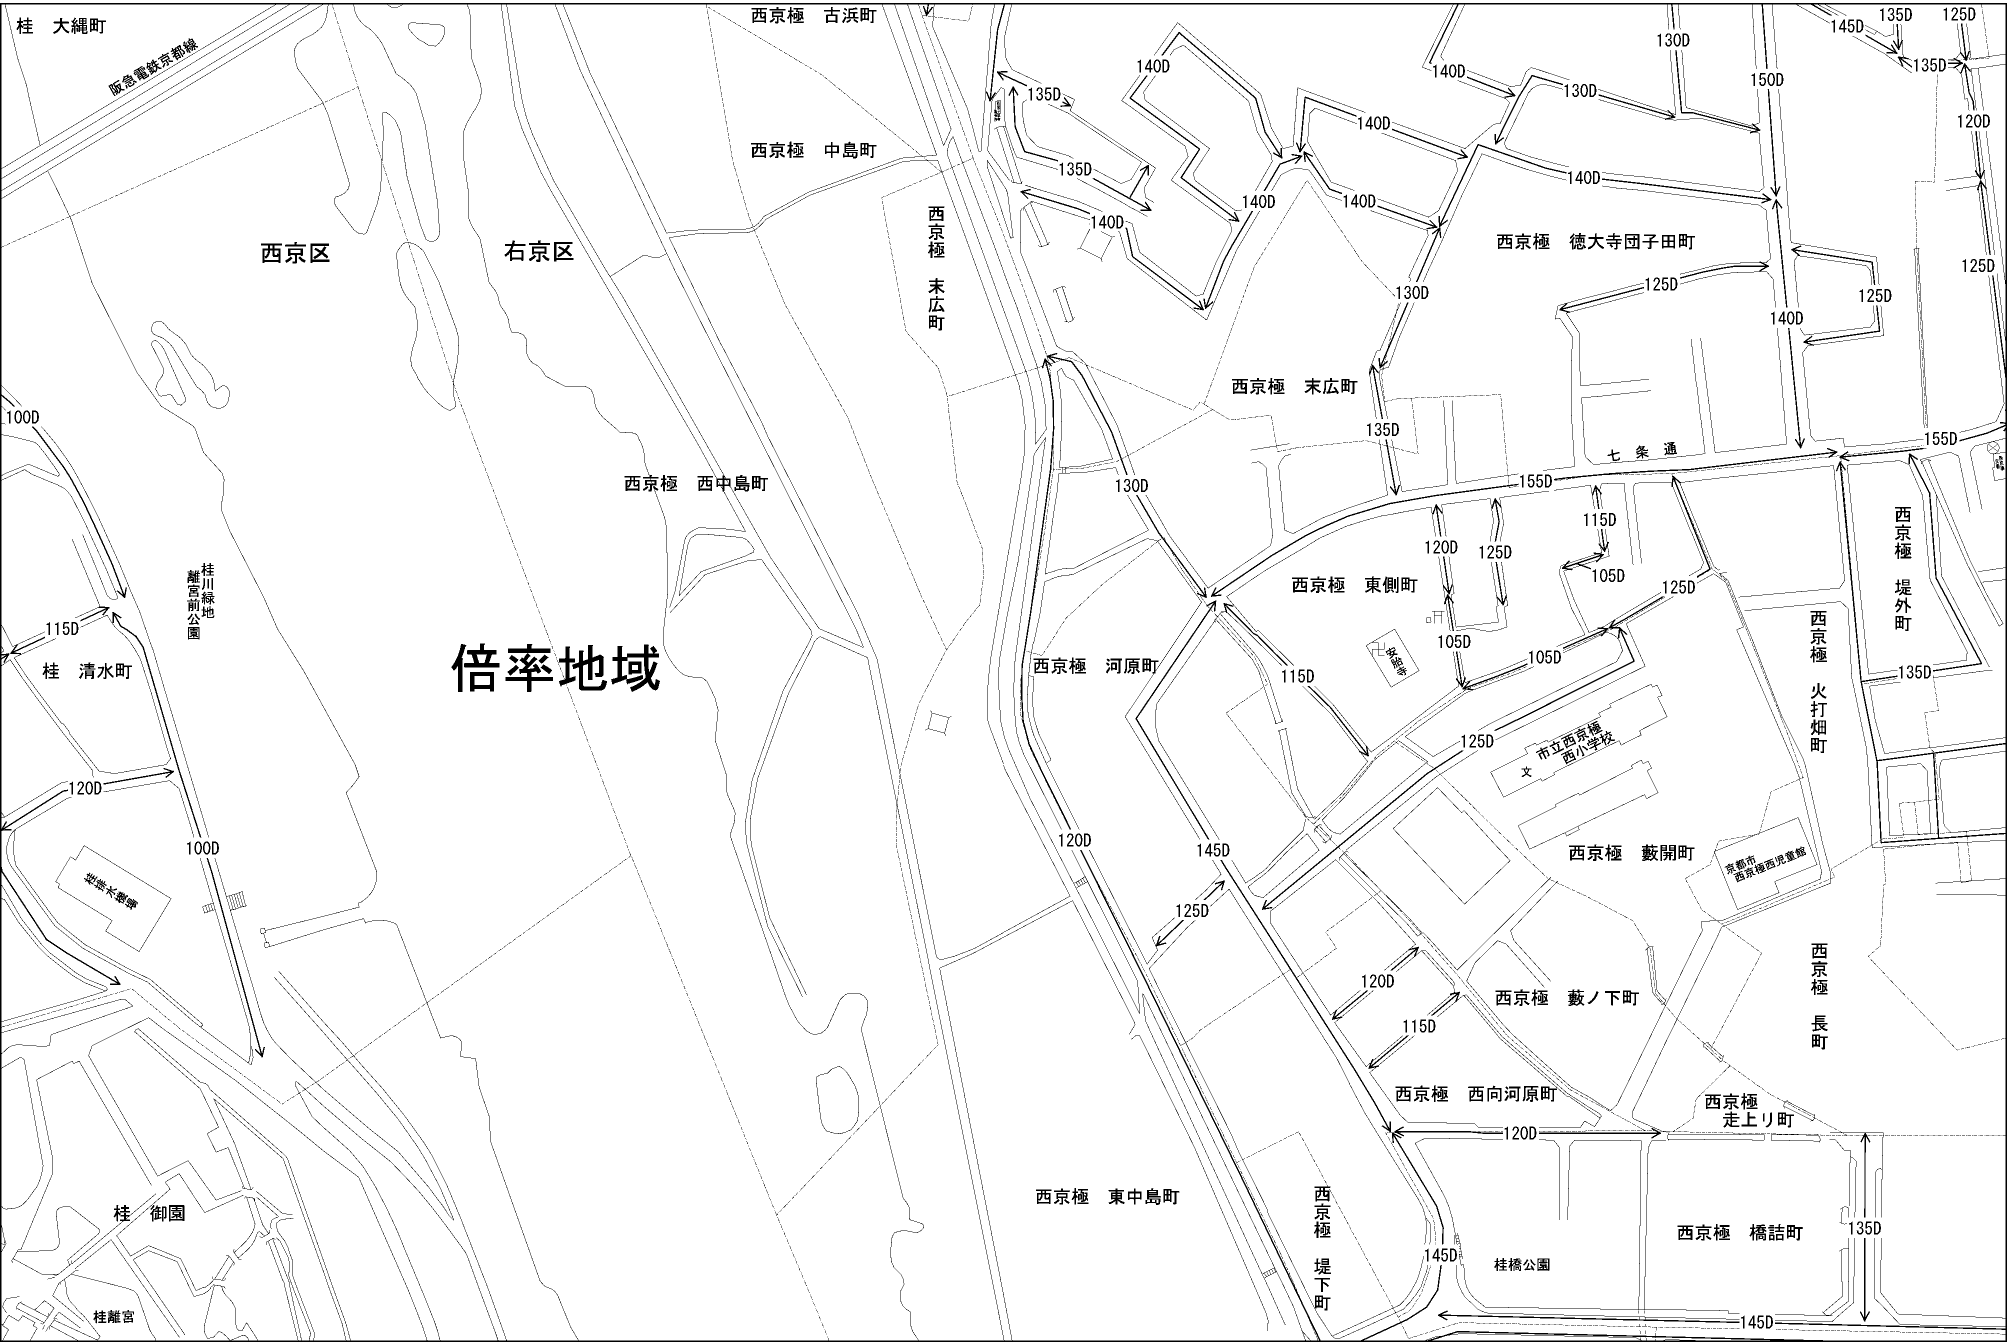 桂　大縄町
阪急電鉄京都線
西京極　古浜町
145D
135D
125D
130D
140D
140D
150D
135D
135D
130D
120D
140D
西京極　中島町
135D
140D
140D
140D
140D
西京極　末広町
西京区
右京区
西京極　徳大寺団子田町
125D
130D
125D
125D
140D
西京極　末広町
100D
135D
155D
七条通
西京極　西中島町
130D
155D
115D
西京極　堤外町
120D
125D
桂川緑地
離宮前公園
西京極　東側町
105D
125D
115D
105D
桂　清水町
倍率地域
西京極　河原町
安胎寺
105D
115D
135D
西京極　火打畑町
125D
市立西京極
西小学校
文
120D
100D
120D
145D
西京極　藪開町
京都市
西京極西児童館
桂排水機場
125D
120D
西京極　藪ノ下町
西京極　長町
115D
西京極　西向河原町
西京極
走上リ町
120D
西京極　東中島町
桂　御園
西京極　堤下町
145D
桂橋公園
西京極　橋詰町
135D
桂離宮
145D